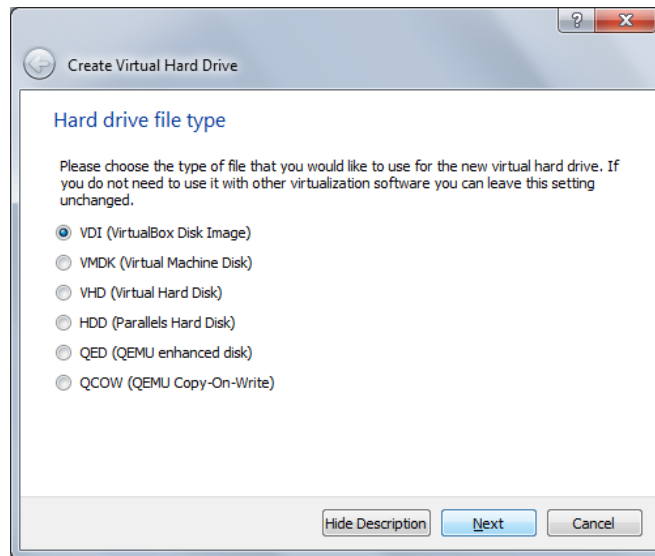 Create Virtual Hard Drive
Hard drive file type
Please choose the type of file that you would like to use for the new virtual hard drive. If
you do not need to use it with other virtualization software you can leave this setting
unchanged.
VDI (VirtualBox Disk Image)
VMDK (Virtual Machine Disk)
VHD (Virtual Hard Disk)
HDD (Parallels Hard Disk)
QED (QEMU enhanced disk)
QCOW (QEMU Copy-On-Write)
Hide Description Next Cancel